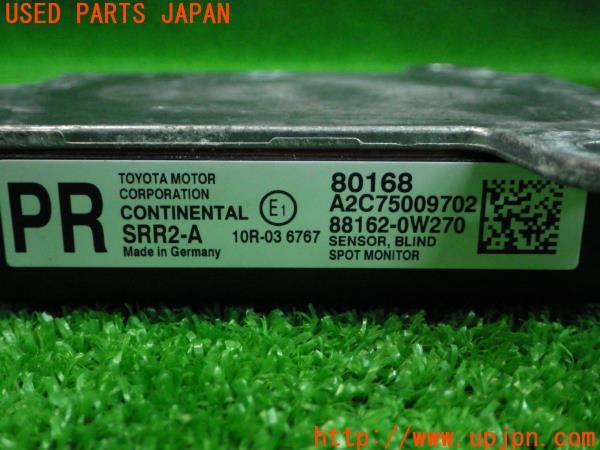 USED PARTS JAPAN
PR
TOYOTA MOTOR
CORPORATION
CONTINENTAL
SRR2-A
Made in Germany
E1
10R-03 6767
80168
A2C75009702
88162-0W270
SENSOR, BLIND
SPOT MONITOR
UPJ
http://www.upjpn.com/